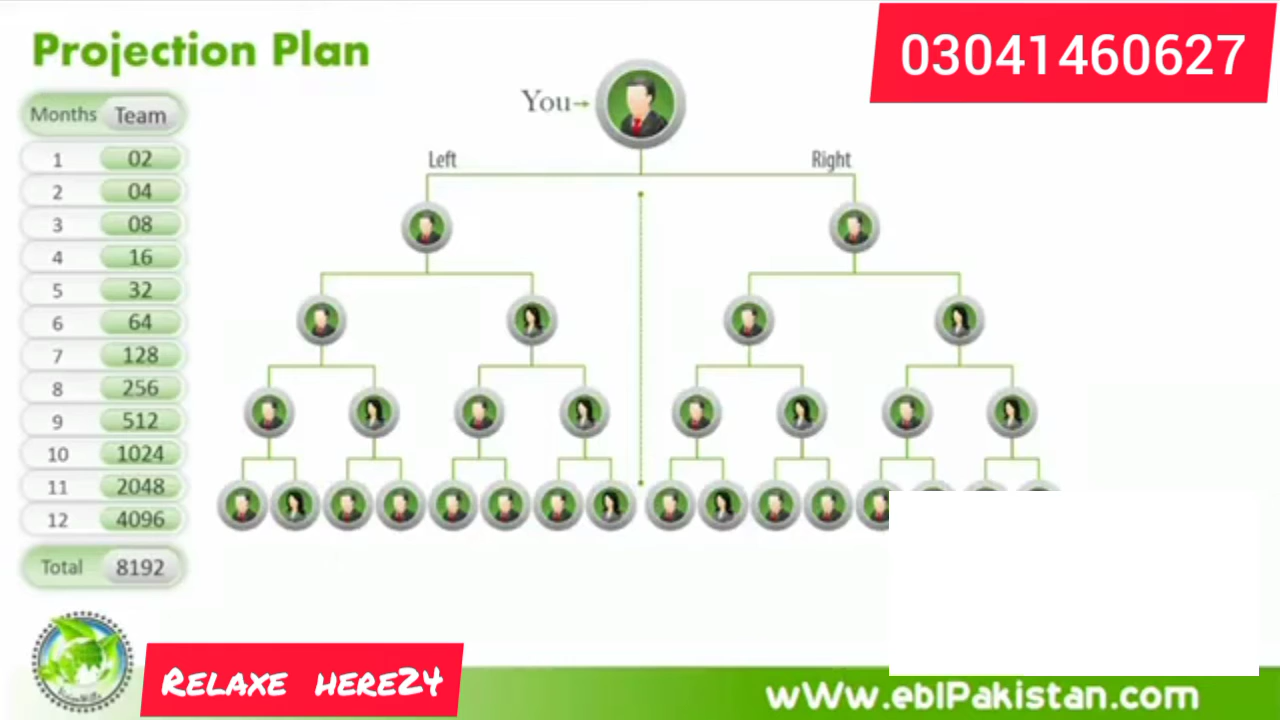 Projection Plan
03041460627
Months Team
You
Left
Right
1 02
2 04
3 08
4 16
5 32
6 64
7 128
8 256
9 512
10 1024
11 2048
12 4096
Total 8192
RELAXE HERE24
wWw.eblPakistan.com